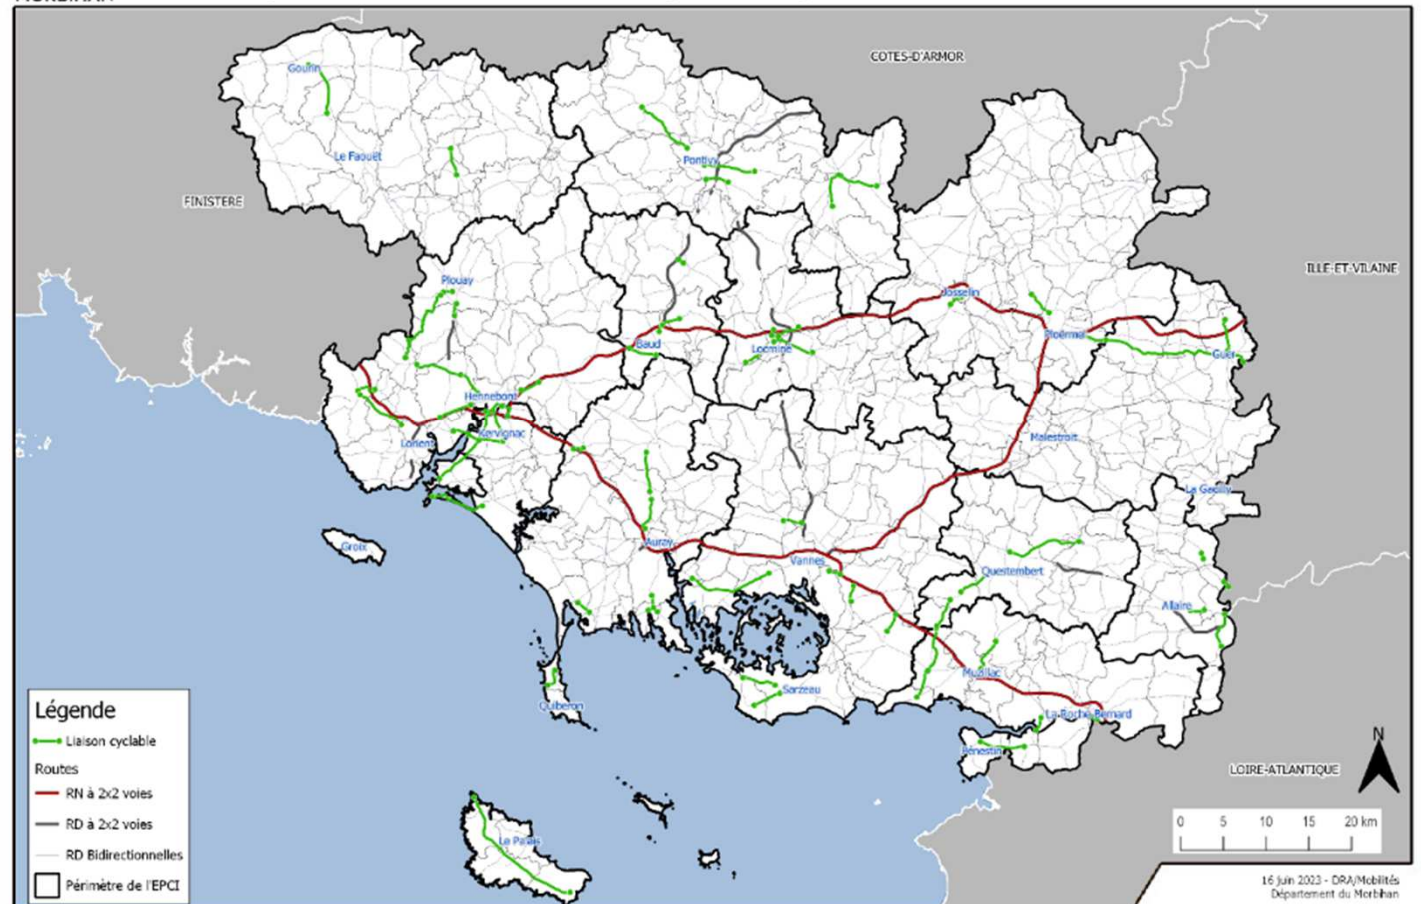 MORBIHAN
COTES-D'ARMOR
Gourin
Le Faouët
Pontivy
FINISTERE
ILLE-ET-VILAINE
Plouay
Josselin
Ploërmel
Baud
Locminé
Guer
Hennebont
Kervignac
Lorient
Malestroit
La Gacilly
Groix
Auray
Vannes
Questembert
Allaire
Muzillac
Sarzeau
Quiberon
La Roche-Bernard
Pénestin
LOIRE-ATLANTIQUE
N
Le Palais
Légende
Liaison cyclable
Routes
RN à 2x2 voies
RD à 2x2 voies
RD Bidirectionnelles
Périmètre de l'EPCI
0 5 10 15 20 km
16 juin 2023 - DRA/Mobilités
Département du Morbihan